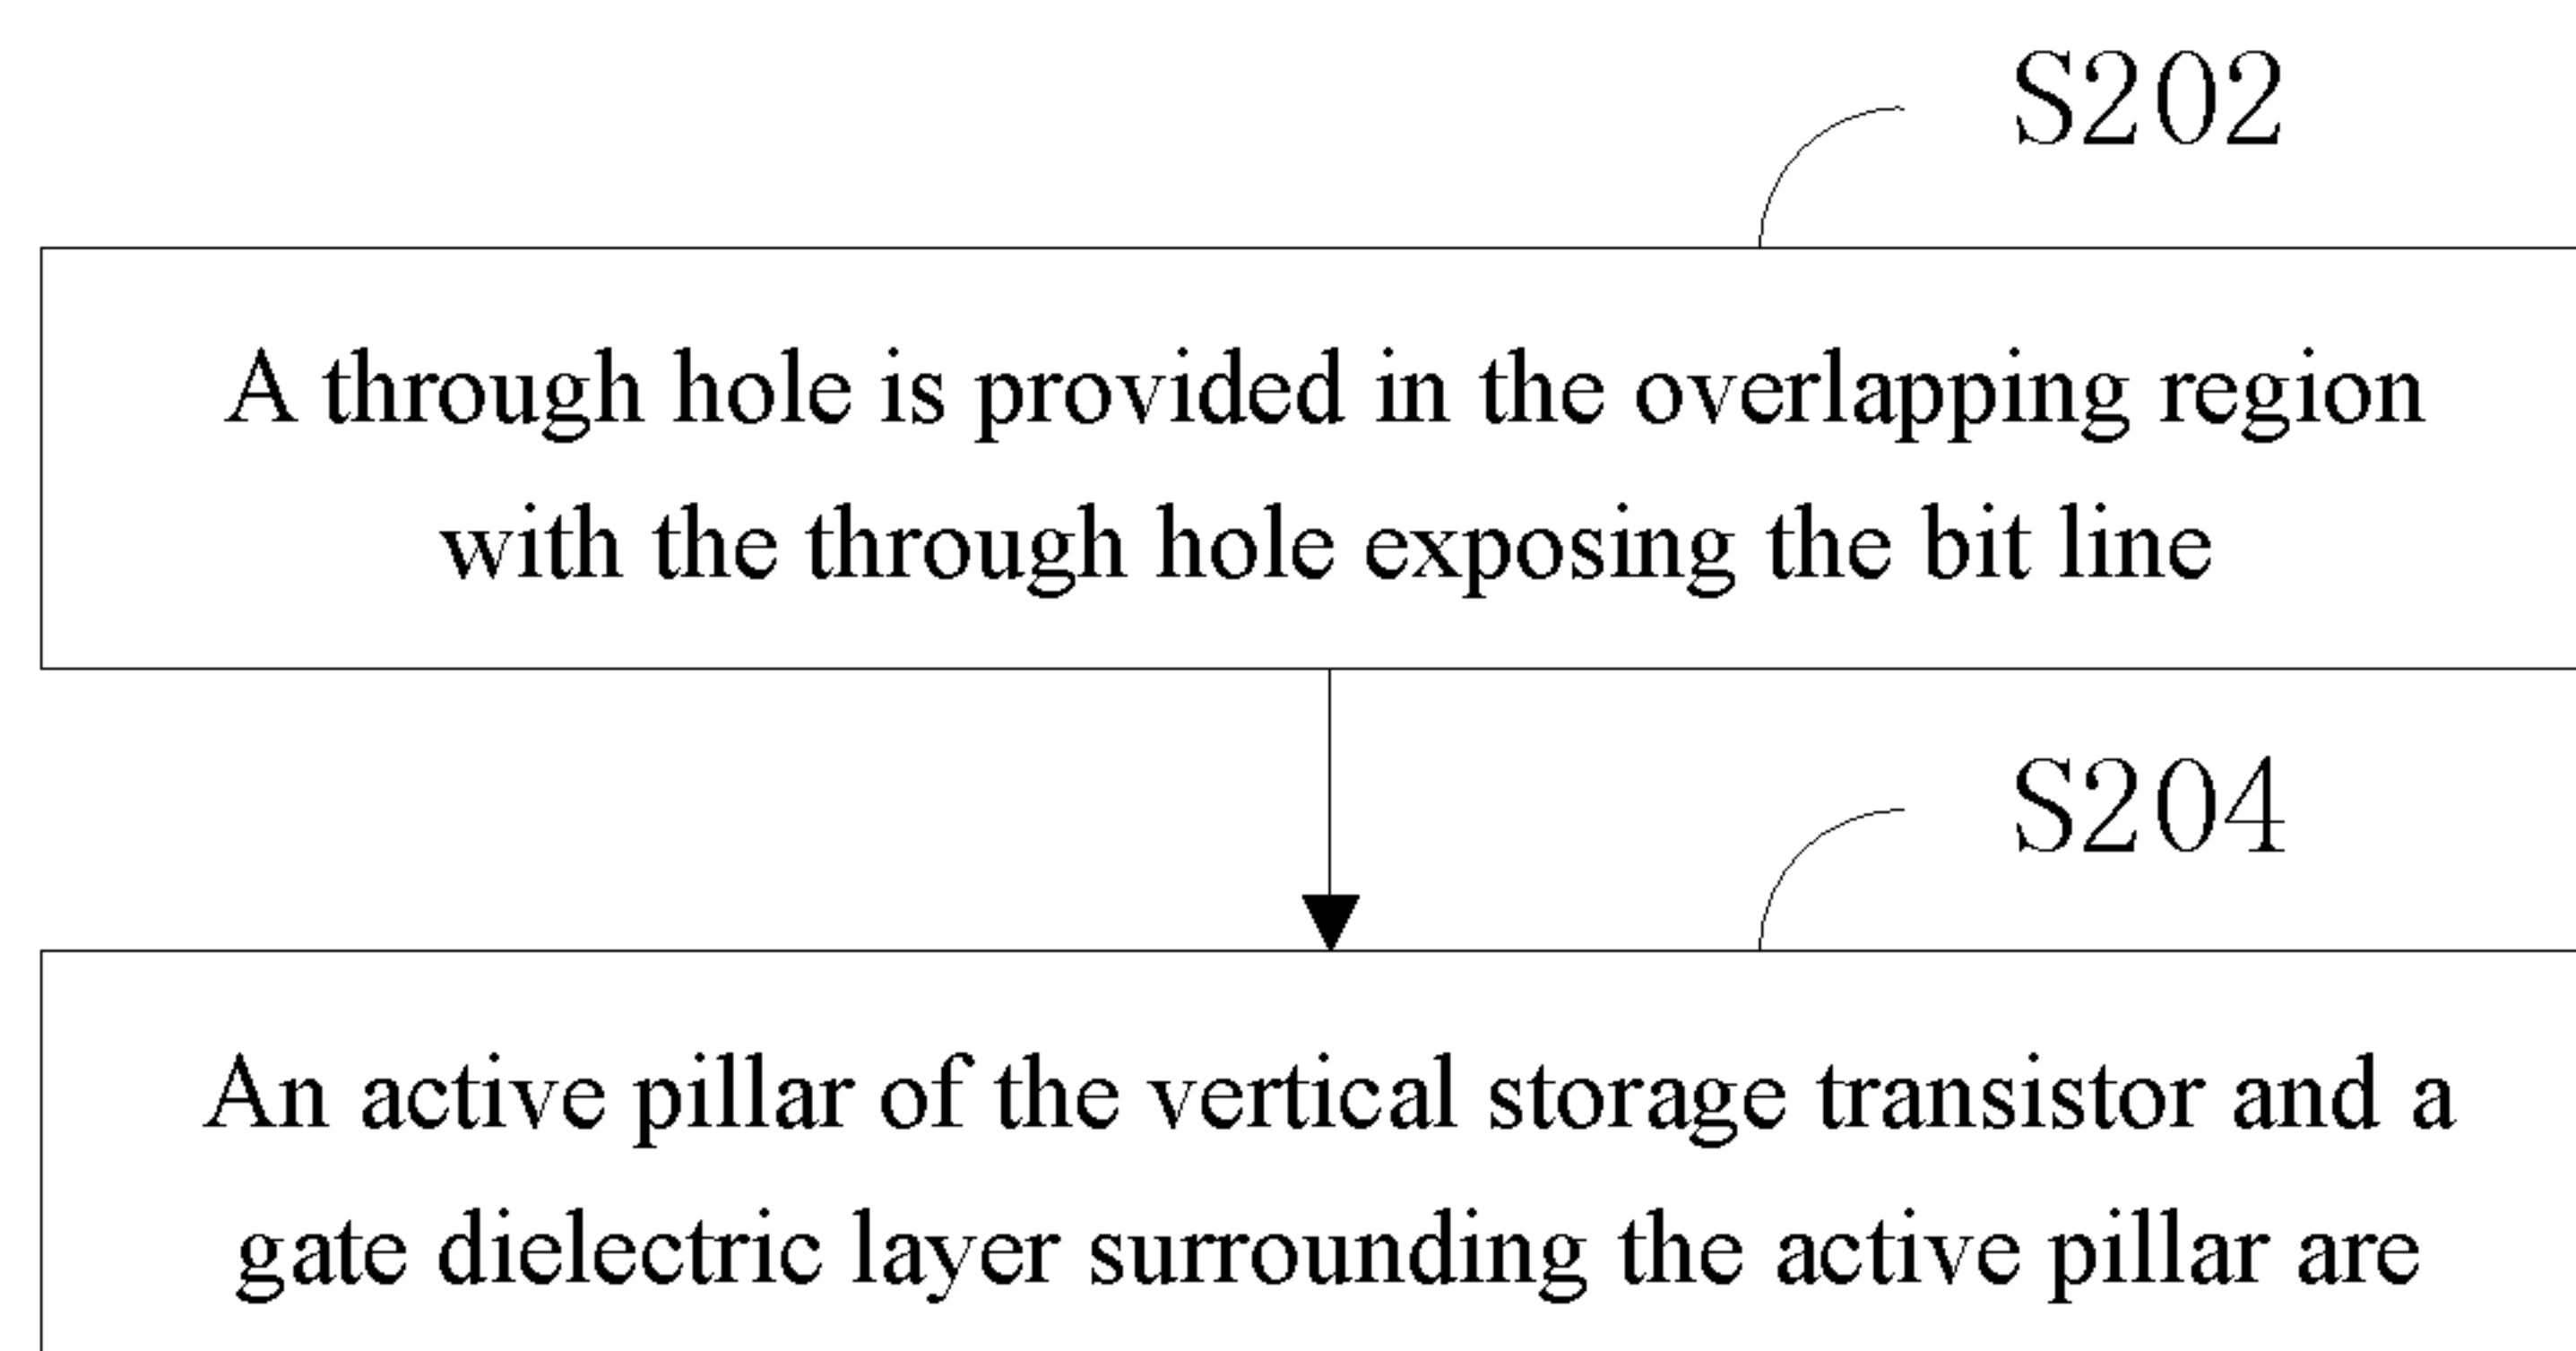 S202
A through hole is provided in the overlapping region
with the through hole exposing the bit line
S204
An active pillar of the vertical storage transistor and a
gate dielectric layer surrounding the active pillar are